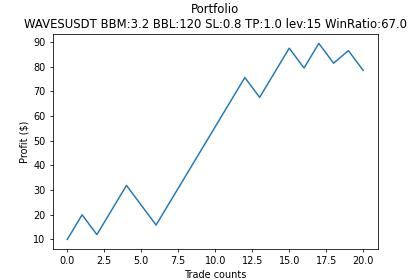 Portfolio
WAVESUSDT BBM:3.2 BBL:120 SL:0.8 TP:1.0 lev:15 WinRatio:67.0
90
80
70
60
50
40
30
20
10
Profit ($)
0.0 2.5 5.0 7.5 10.0 12.5 15.0 17.5 20.0
Trade counts